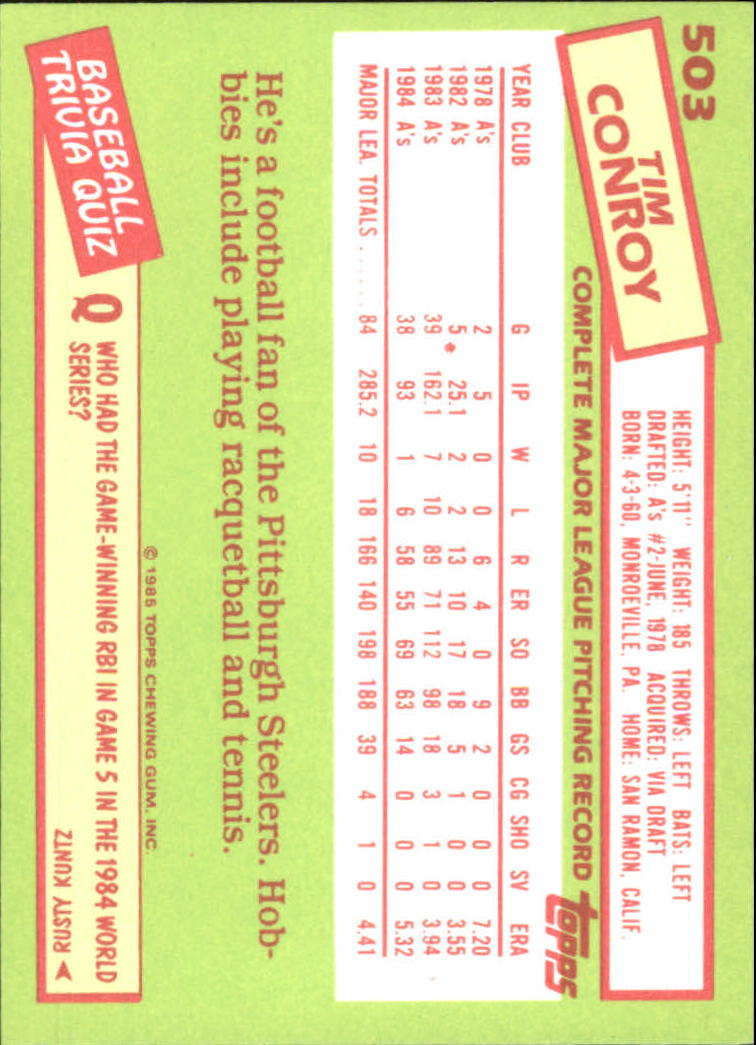 503
TIM
CONROY
HEIGHT: 5'11" WEIGHT: 185 THROWS: LEFT BATS: LEFT
DRAFTED: A's #2-JUNE, 1978 ACQUIRED: VIA DRAFT
BORN: 4-3-60, MONROEVILLE, PA. HOME: SAN RAMON, CALIF.
COMPLETE MAJOR LEAGUE PITCHING RECORD topps
YEAR CLUB G IP W L R ER SO BB GS CG SHO SV ERA
1978 A's 2 5 0 0 6 4 0 9 2 0 0 0 7.20
1982 A's 5 25.1 2 2 13 10 17 18 5 1 0 0 3.55
1983 A's 39 * 162.1 7 10 89 71 112 98 18 3 1 0 3.94
1984 A's 38 93 1 6 58 55 69 63 14 0 0 0 5.32
MAJOR LEA. TOTALS ...... 84 285.2 10 18 166 140 198 188 39 4 1 0 4.41
He's a football fan of the Pittsburgh Steelers. Hob-
bies include playing racquetball and tennis.
© 1985 TOPPS CHEWING GUM, INC.
BASEBALL
TRIVIA QUIZ
Q WHO HAD THE GAME-WINNING RBI IN GAME 5 IN THE 1984 WORLD
SERIES?
RUSTY KUNTZ